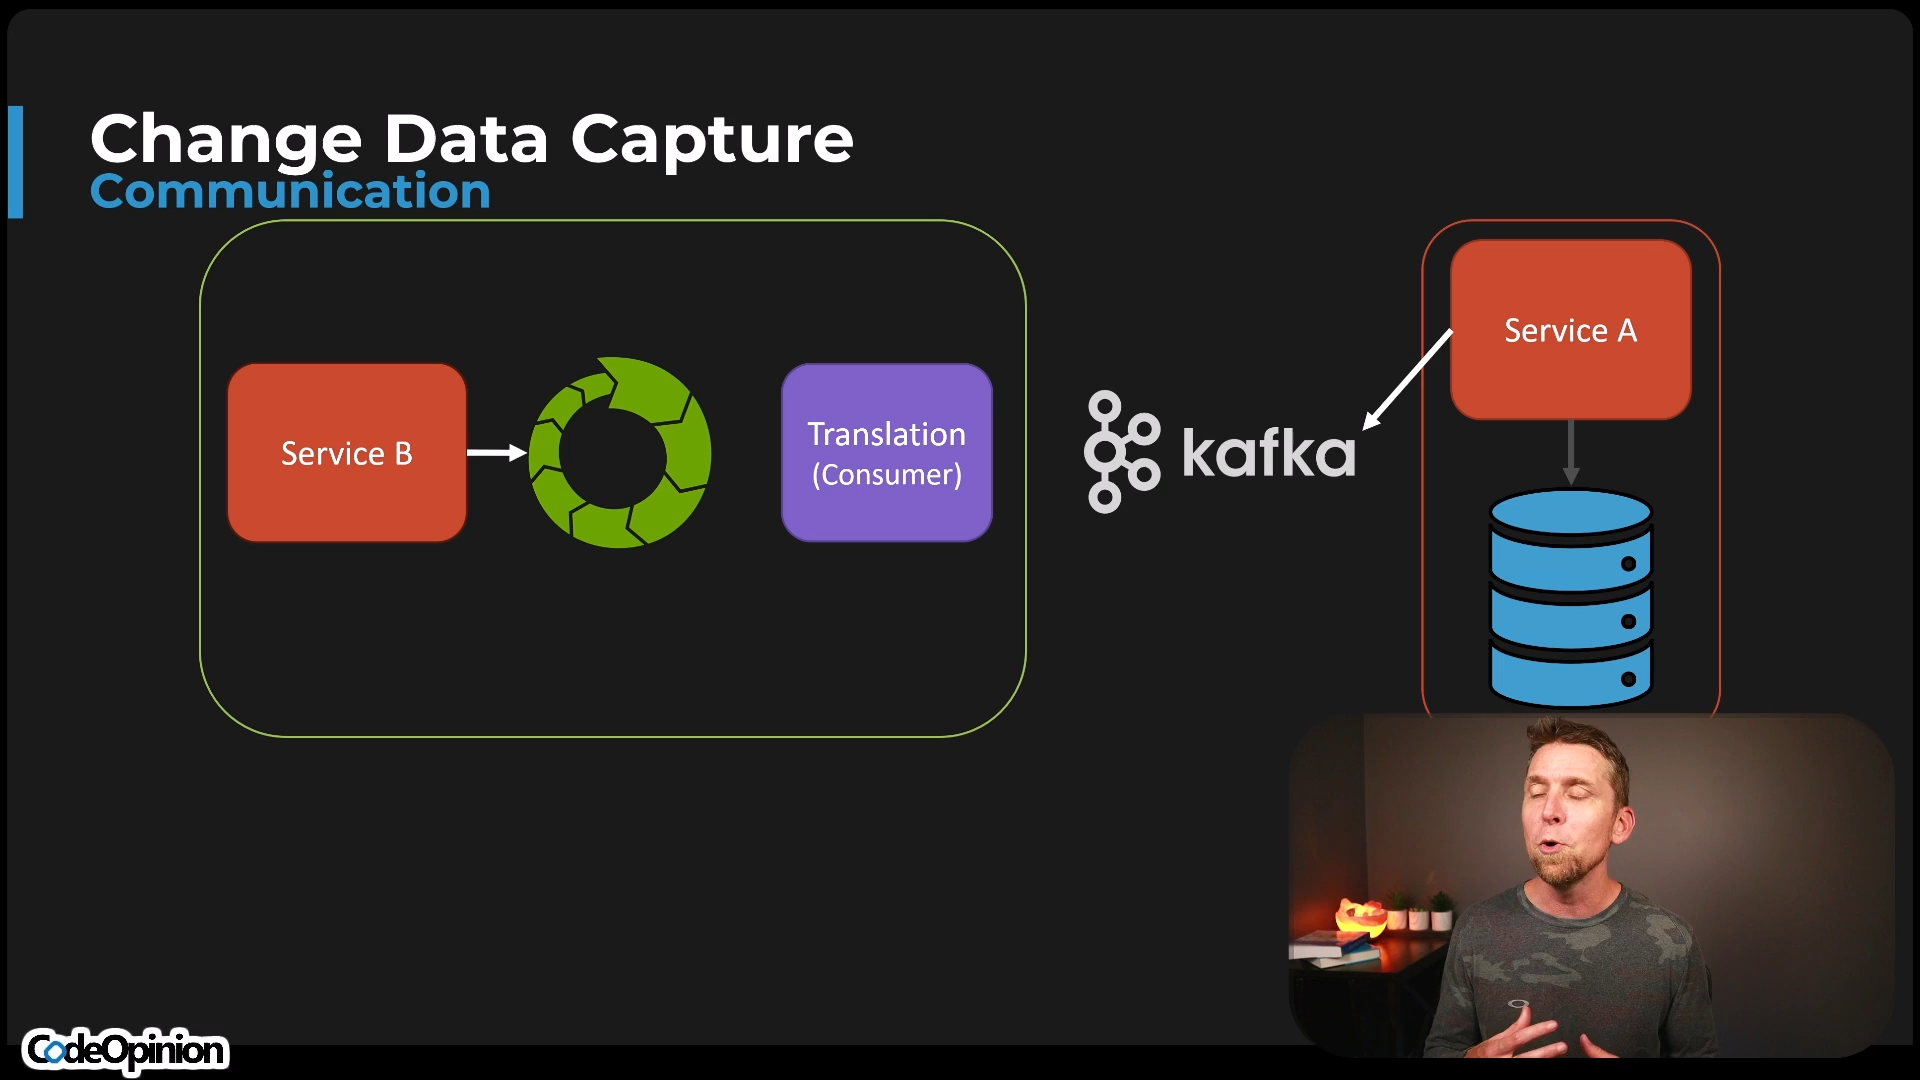 Change Data Capture
Communication
Service B
Translation
(Consumer)
kafka
Service A
CodeOpinion